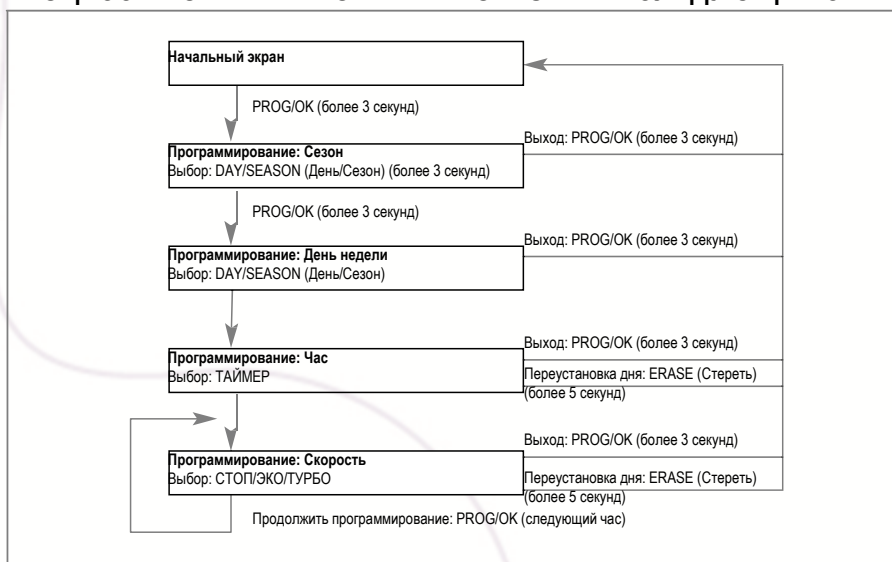 Начальный экран
PROG/OK (более 3 секунд)
Выход: PROG/OK (более 3 секунд)
Программирование: Сезон
Выбор: DAY/SEASON (День/Сезон) (более 3 секунд)
PROG/OK (более 3 секунд)
Выход: PROG/OK (более 3 секунд)
Программирование: День недели
Выбор: DAY/SEASON (День/Сезон)
Выход: PROG/OK (более 3 секунд)
Программирование: Час
Выбор: ТАЙМЕР
Переустановка дня: ERASE (Стереть)
(более 5 секунд)
Выход: PROG/OK (более 3 секунд)
Программирование: Скорость
Выбор: СТОП/ЭКО/ТУРБО
Переустановка дня: ERASE (Стереть)
(более 5 секунд)
Продолжить программирование: PROG/OK (следующий час)